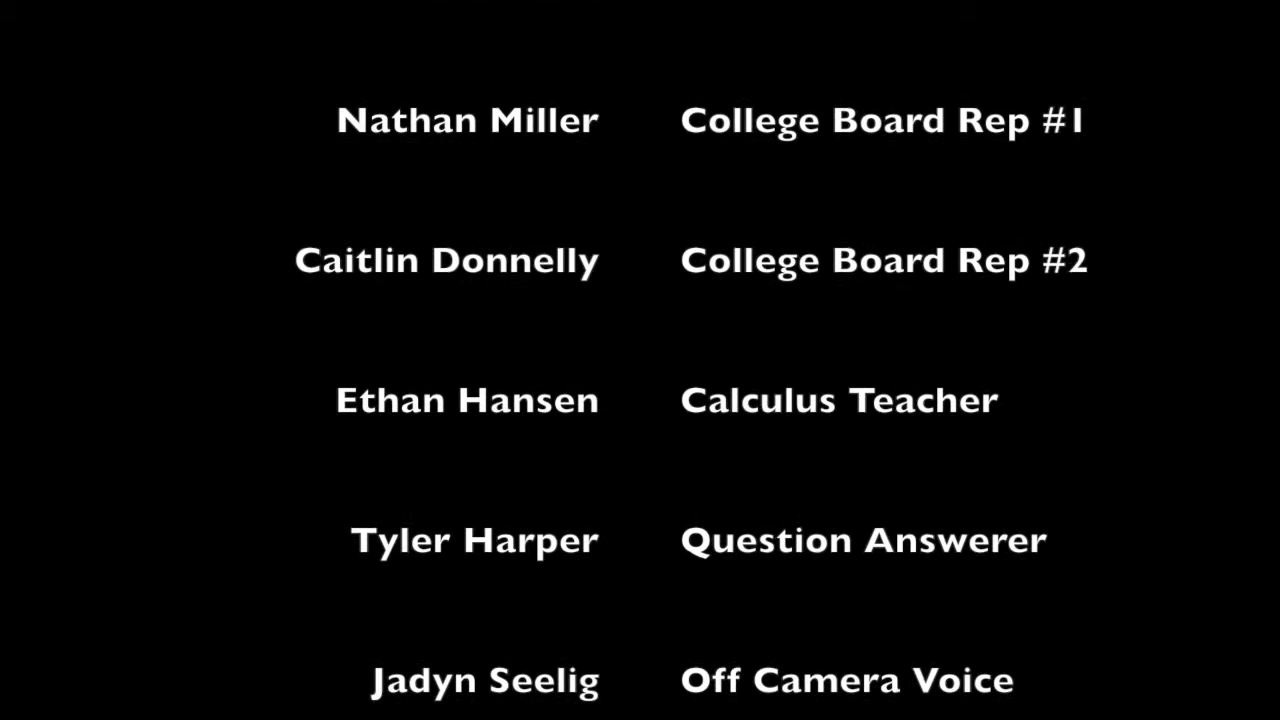 Nathan Miller College Board Rep #1
Caitlin Donnelly College Board Rep #2
Ethan Hansen Calculus Teacher
Tyler Harper Question Answerer
Jadyn Seelig Off Camera Voice